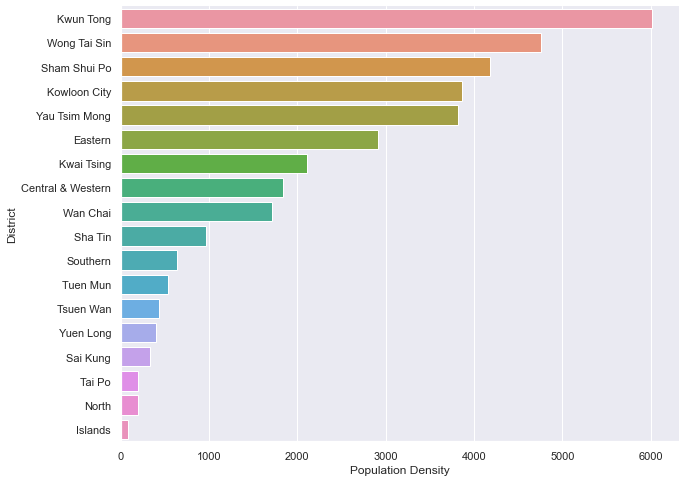 Kwun Tong
Wong Tai Sin
Sham Shui Po
Kowloon City
Yau Tsim Mong
Eastern
Kwai Tsing
Central & Western
Wan Chai
Sha Tin
Southern
Tuen Mun
Tsuen Wan
Yuen Long
Sai Kung
Tai Po
North
Islands
District
0 1000 2000 3000 4000 5000 6000
Population Density